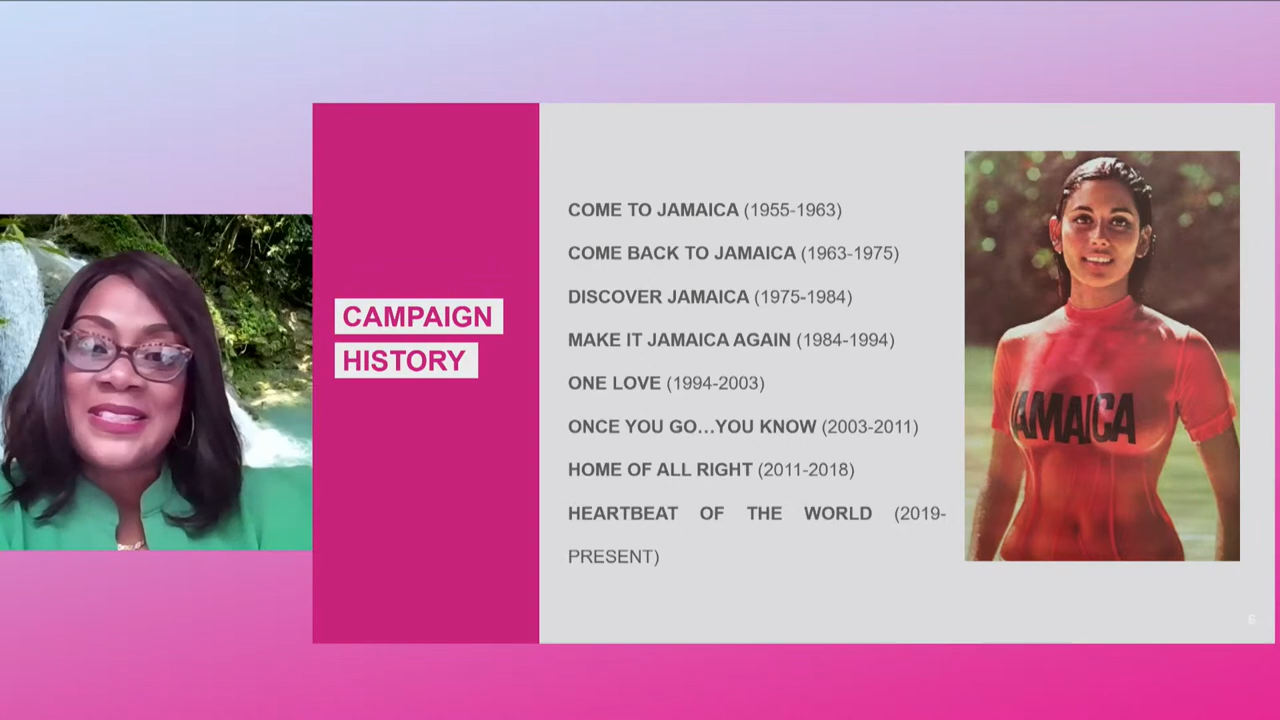 CAMPAIGN
HISTORY
COME TO JAMAICA (1955-1963)
COME BACK TO JAMAICA (1963-1975)
DISCOVER JAMAICA (1975-1984)
MAKE IT JAMAICA AGAIN (1984-1994)
ONE LOVE (1994-2003)
ONCE YOU GO...YOU KNOW (2003-2011)
HOME OF ALL RIGHT (2011-2018)
HEARTBEAT OF THE WORLD (2019-
PRESENT)
JAMAICA